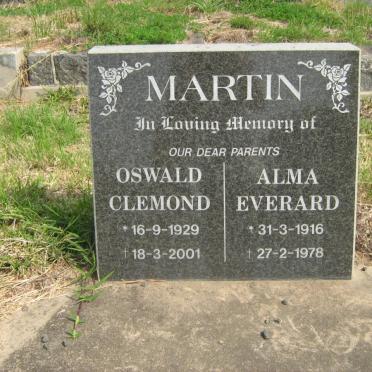 MARTIN
In Loving Memory of
OUR DEAR PARENTS
OSWALD
CLEMOND
*16-9-1929
†18-3-2001
ALMA
EVERARD
* 31-3-1916
† 27-2-1978